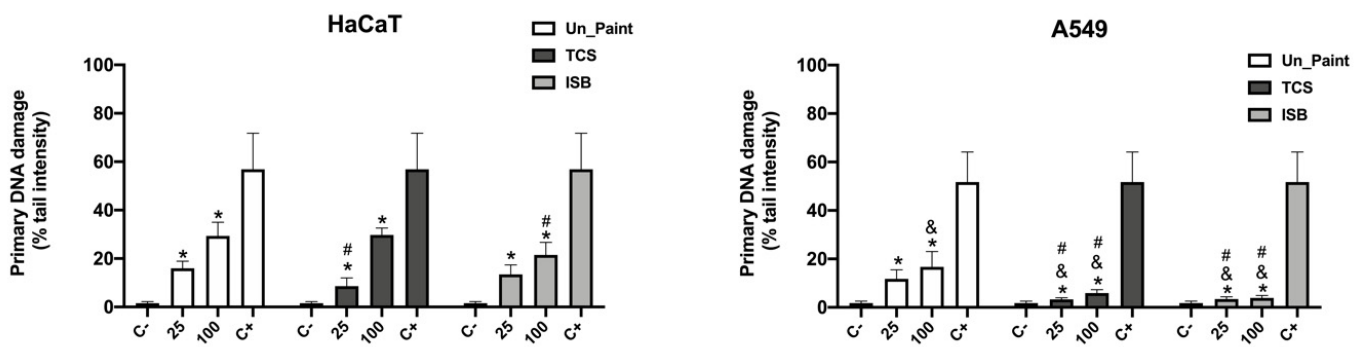 HaCaT
Un_Paint
TCS
ISB
Primary DNA damage
(% tail intensity)
100
80
60
40
20
0
* * # * * * # *
C- 25 100 C+ C- 25 100 C+ C- 25 100 C+
A549
Un_Paint
TCS
ISB
Primary DNA damage
(% tail intensity)
100
80
60
40
20
0
* & * # & * # & * # & * # & *
C- 25 100 C+ C- 25 100 C+ C- 25 100 C+